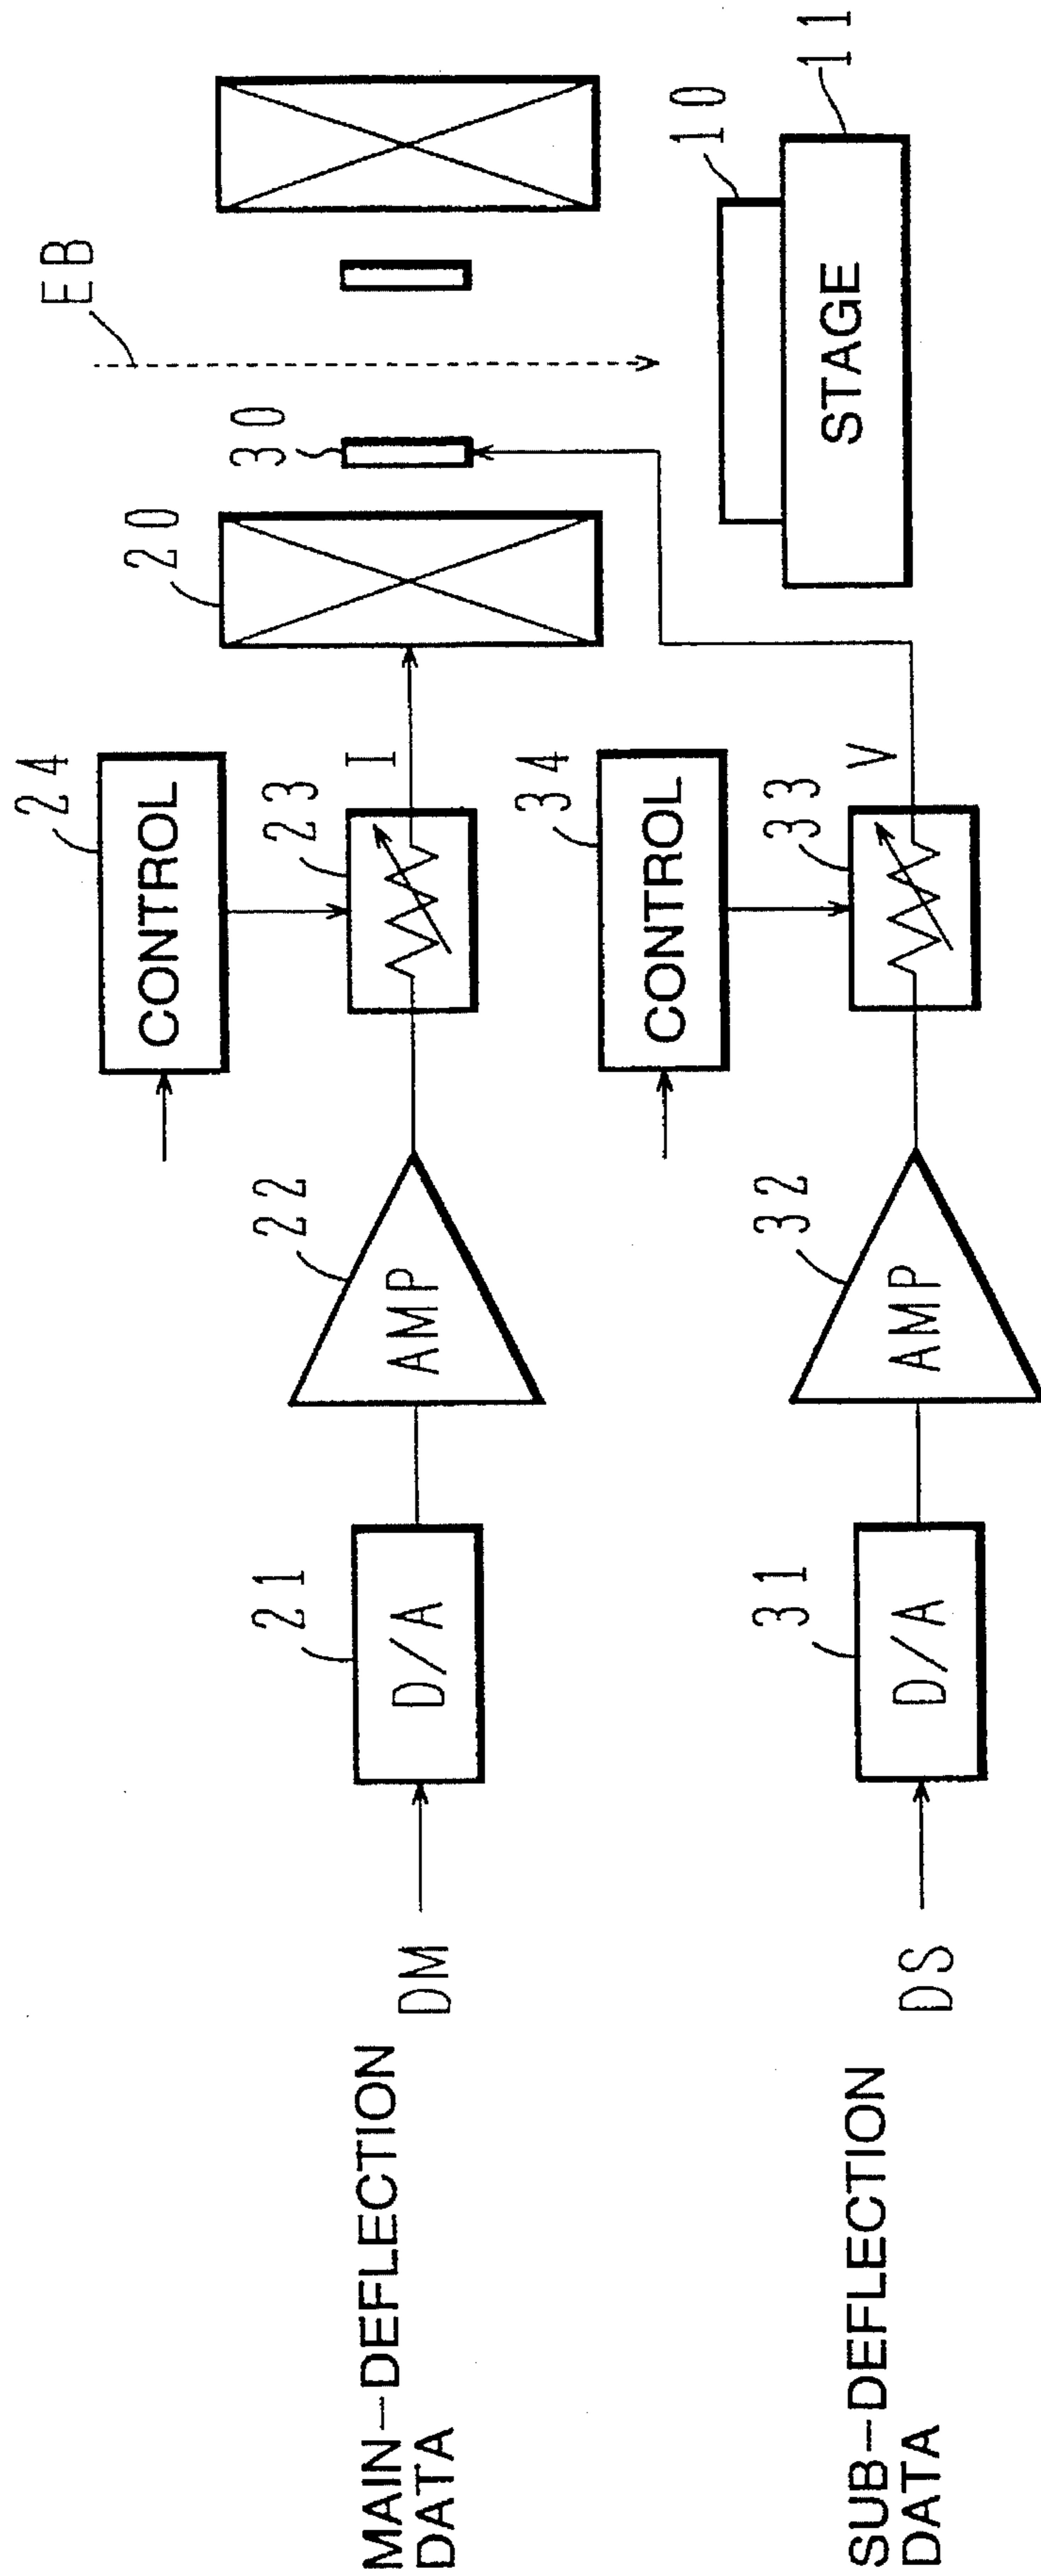 MAIN-DEFLECTION
DATA
DM
21
D/A
22
AMP
24
CONTROL
23
I
20
30
EB
10
11
STAGE
SUB-DEFLECTION
DATA
DS
31
D/A
32
AMP
34
CONTROL
33
V